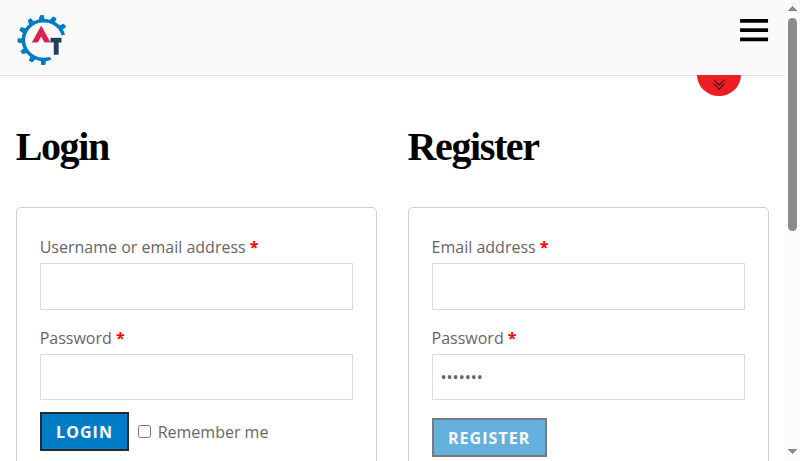 AT
Login
Username or email address *
Password *
LOGIN
Remember me
Register
Email address *
Password *
•••••••
REGISTER